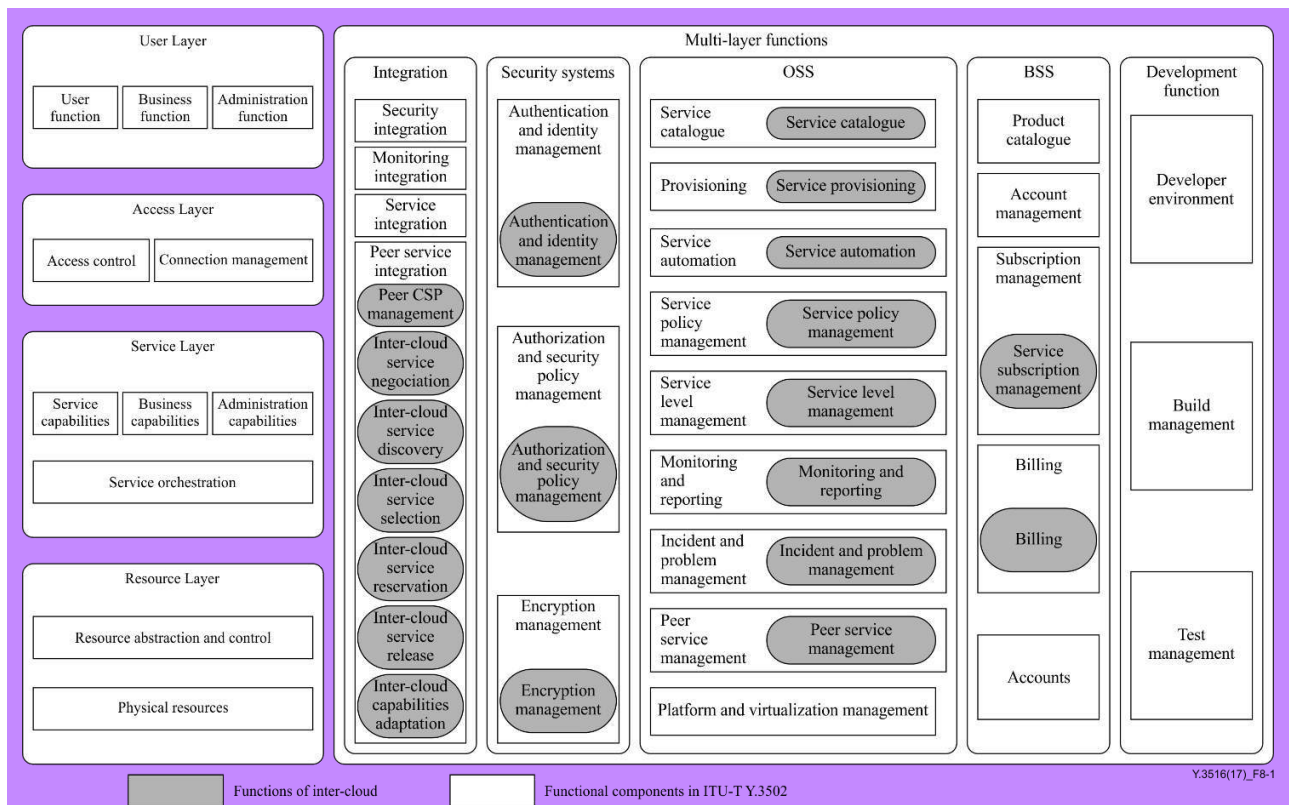 User Layer
User
function
Business
function
Administration
function
Access Layer
Access control
Connection management
Service Layer
Service
capabilities
Business
capabilities
Administration
capabilities
Service orchestration
Resource Layer
Resource abstraction and control
Physical resources
Multi-layer functions
Integration
Security
integration
Monitoring
integration
Service
integration
Peer service
integration
Peer CSP
management
Inter-cloud
service
negociation
Inter-cloud
service
discovery
Inter-cloud
service
selection
Inter-cloud
service
reservation
Inter-cloud
service
release
Inter-cloud
capabilities
adaptation
Security systems
Authentication
and identity
management
Authentication
and identity
management
Authorization
and security
policy
management
Authorization
and security
policy
management
Encryption
management
Encryption
management
OSS
Service
catalogue
Service catalogue
Provisioning
Service provisioning
Service
automation
Service automation
Service
policy
management
Service policy
management
Service
level
management
Service level
management
Monitoring
and
reporting
Monitoring and
reporting
Incident and
problem
management
Incident and problem
management
Peer
service
management
Peer service
management
Platform and virtualization management
BSS
Product
catalogue
Account
management
Subscription
management
Service
subscription
management
Billing
Billing
Accounts
Development
function
Developer
environment
Build
management
Test
management
Y.3516(17)_F8-1
Functions of inter-cloud
Functional components in ITU-T Y.3502